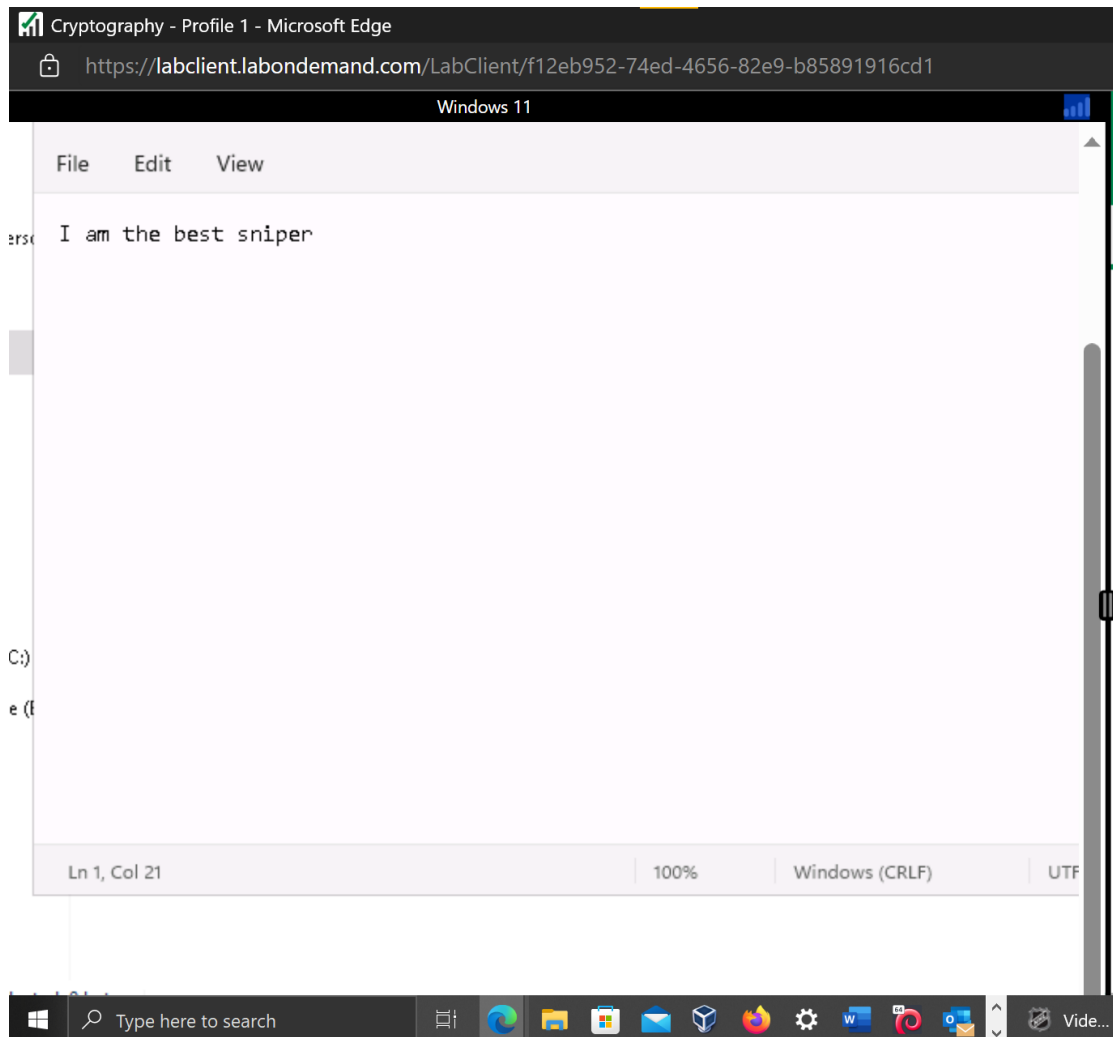 Cryptography - Profile 1 - Microsoft Edge
https://labclient.labondemand.com/LabClient/f12eb952-74ed-4656-82e9-b85891916cd1
Windows 11
File Edit View
I am the best sniper
C:)
e (
Ln 1, Col 21 100% Windows (CRLF) UTF
Type here to search Vide...